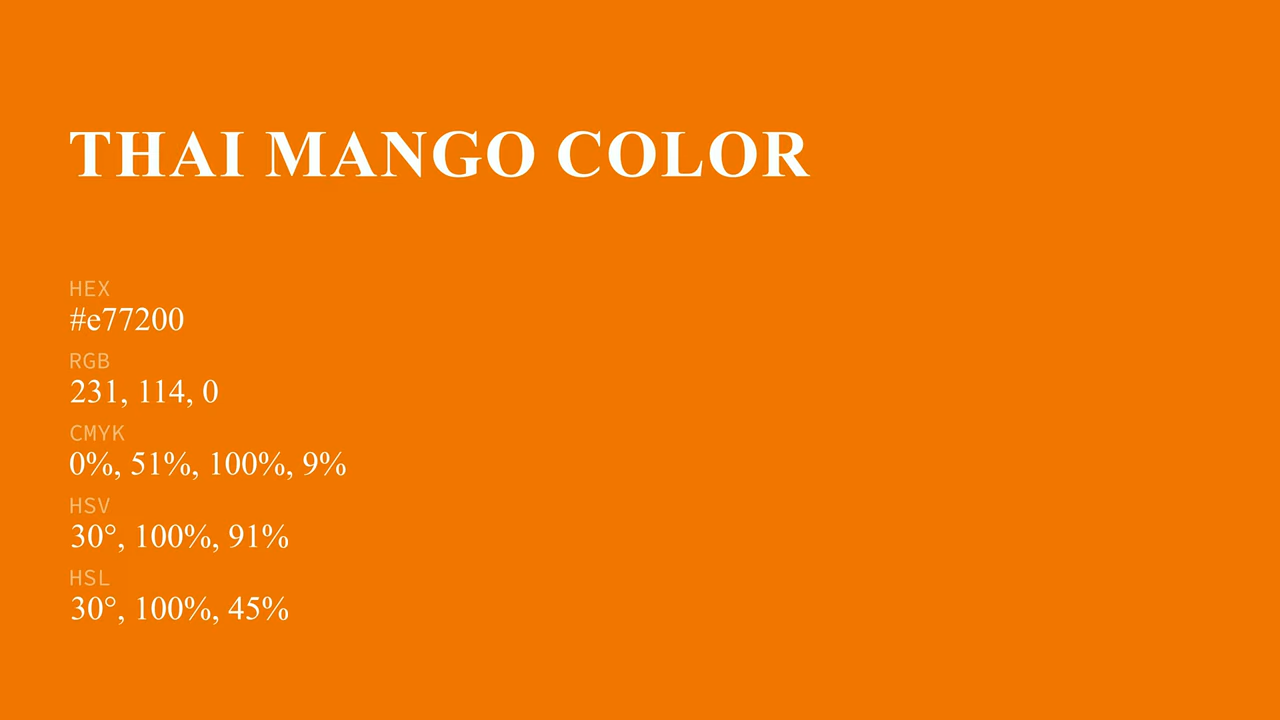 THAI MANGO COLOR
HEX
#e77200
RGB
231, 114, 0
CMYK
0%, 51%, 100%, 9%
HSV
30°, 100%, 91%
HSL
30°, 100%, 45%